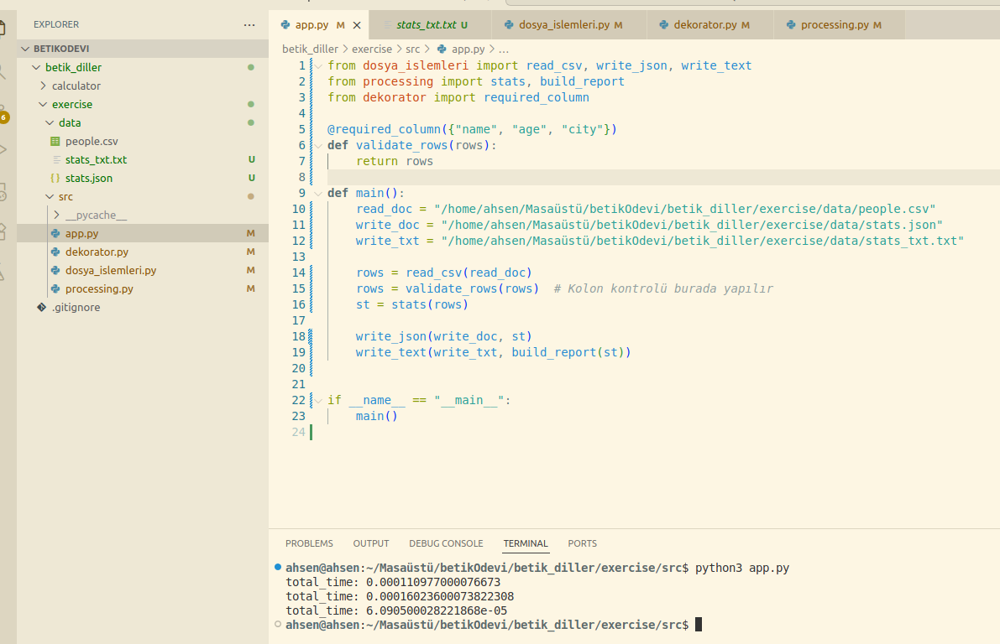 EXPLORER
BETIKODEVI
betik_diller
calculator
exercise
data
people.csv
stats_txt.txt U
stats.json U
src
__pycache__
app.py M
dekorator.py M
dosya_islemleri.py M
processing.py M
.gitignore
6
app.py M
stats_txt.txt U
dosya_islemleri.py M
dekorator.py M
processing.py M
betik_diller > exercise > src > app.py > ...
1 from dosya_islemleri import read_csv, write_json, write_text
2 from processing import stats, build_report
3 from dekorator import required_column
4
5 @required_column({"name", "age", "city"})
6 def validate_rows(rows):
7 return rows
8
9 def main():
10 read_doc = "/home/ahsen/Masaüstü/betikOdevi/betik_diller/exercise/data/people.csv"
11 write_doc = "/home/ahsen/Masaüstü/betikOdevi/betik_diller/exercise/data/stats.json"
12 write_txt = "/home/ahsen/Masaüstü/betikOdevi/betik_diller/exercise/data/stats_txt.txt"
13
14 rows = read_csv(read_doc)
15 rows = validate_rows(rows) # Kolon kontrolü burada yapılır
16 st = stats(rows)
17
18 write_json(write_doc, st)
19 write_text(write_txt, build_report(st))
20
21
22 if __name__ == "__main__":
23 main()
24
PROBLEMS OUTPUT DEBUG CONSOLE TERMINAL PORTS
ahsen@ahsen:~/Masaüstü/betikOdevi/betik_diller/exercise/src$ python3 app.py
total_time: 0.000110977000076673
total_time: 0.00016023600073822308
total_time: 6.090500028221868e-05
ahsen@ahsen:~/Masaüstü/betikOdevi/betik_diller/exercise/src$